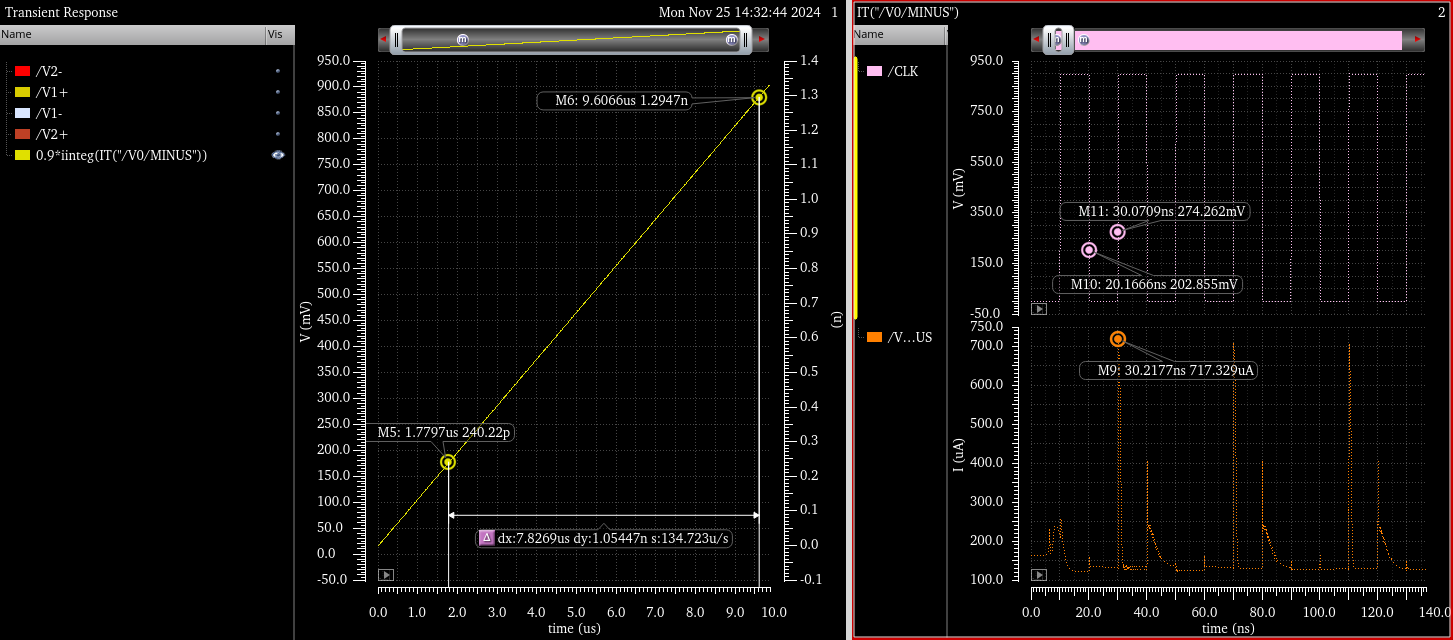 Transient Response
Mon Nov 25 14:32:44 2024 1
Name Vis
/V2-
/V1+
/V1-
/V2+
0.9*iinteg(IT("/V0/MINUS"))
950.0
900.0
850.0
800.0
750.0
700.0
650.0
600.0
550.0
500.0
450.0
400.0
350.0
300.0
250.0
200.0
150.0
100.0
50.0
0.0
-50.0
V (mV)
m
m
M6: 9.6066us 1.2947n
M5: 1.7797us 240.22p
Δ dx:7.8269us dy:1.05447n s:134.723u/s
1.4
1.3
1.2
1.1
1.0
0.9
0.8
0.7
0.6
0.5
0.4
0.3
0.2
0.1
0.0
-0.1
(n)
0.0 1.0 2.0 3.0 4.0 5.0 6.0 7.0 8.0 9.0 10.0
time (us)
IT("/V0/MINUS")
2
Name
/CLK
/V...US
m
950.0
750.0
550.0
350.0
150.0
-50.0
V (mV)
M11: 30.0709ns 274.262mV
M10: 20.1666ns 202.855mV
750.0
700.0
600.0
500.0
400.0
300.0
200.0
100.0
I (uA)
M9: 30.2177ns 717.329uA
0.0 20.0 40.0 60.0 80.0 100.0 120.0 140.0
time (ns)